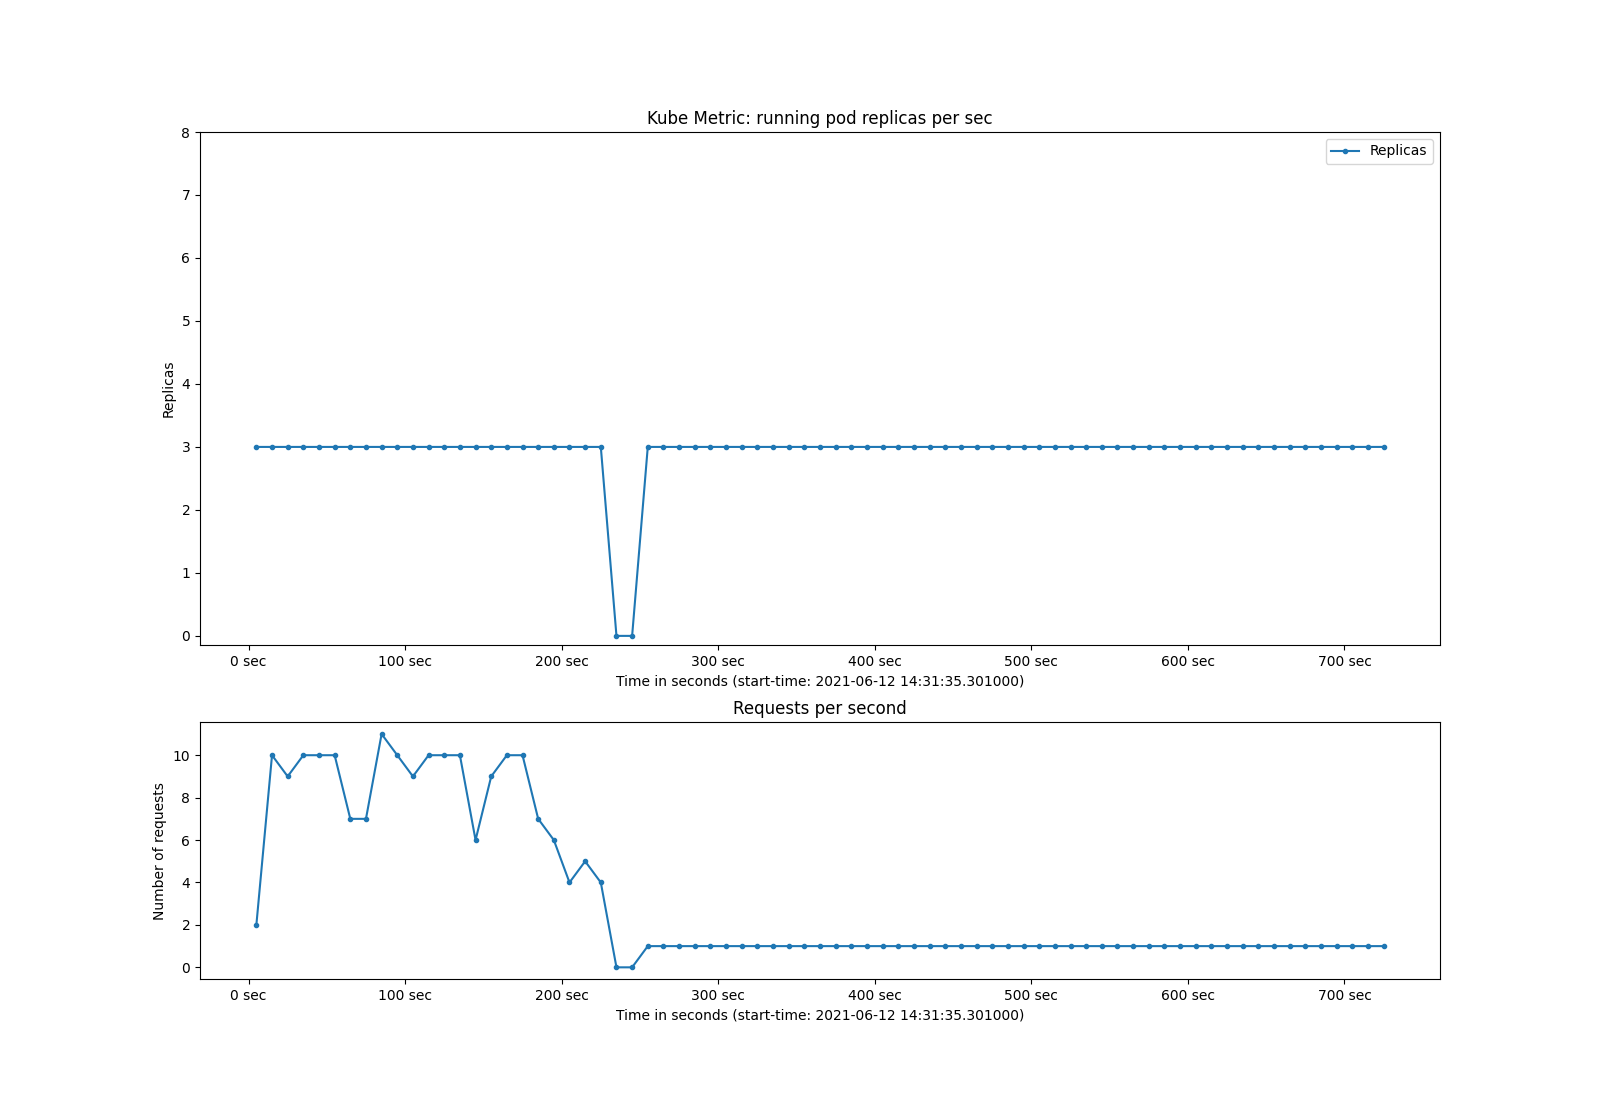 Kube Metric: running pod replicas per sec
Replicas
8
7
6
5
4
3
2
1
0
Replicas
0 sec 100 sec 200 sec 300 sec 400 sec 500 sec 600 sec 700 sec
Time in seconds (start-time: 2021-06-12 14:31:35.301000)
Requests per second
10
8
6
4
2
0
Number of requests
0 sec 100 sec 200 sec 300 sec 400 sec 500 sec 600 sec 700 sec
Time in seconds (start-time: 2021-06-12 14:31:35.301000)